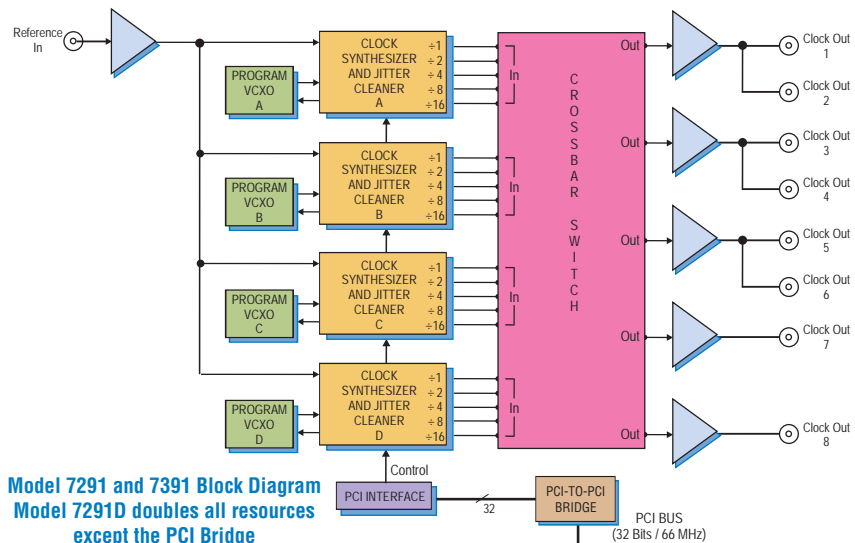 Reference
In
PROGRAM
VCXO
A
CLOCK
SYNTHESIZER
AND JITTER
CLEANER
A
÷1
÷2
÷4
÷8
÷16
In
PROGRAM
VCXO
B
CLOCK
SYNTHESIZER
AND JITTER
CLEANER
B
÷1
÷2
÷4
÷8
÷16
In
PROGRAM
VCXO
C
CLOCK
SYNTHESIZER
AND JITTER
CLEANER
C
÷1
÷2
÷4
÷8
÷16
In
PROGRAM
VCXO
D
CLOCK
SYNTHESIZER
AND JITTER
CLEANER
D
÷1
÷2
÷4
÷8
÷16
In
CROSSBAR SWITCH
Out
Clock Out
1
Clock Out
2
Out
Clock Out
3
Clock Out
4
Out
Clock Out
5
Clock Out
6
Out
Clock Out
7
Out
Clock Out
8
Control
PCI INTERFACE
32
PCI-TO-PCI
BRIDGE
PCI BUS
(32 Bits / 66 MHz)
Model 7291 and 7391 Block Diagram
Model 7291D doubles all resources
except the PCI Bridge